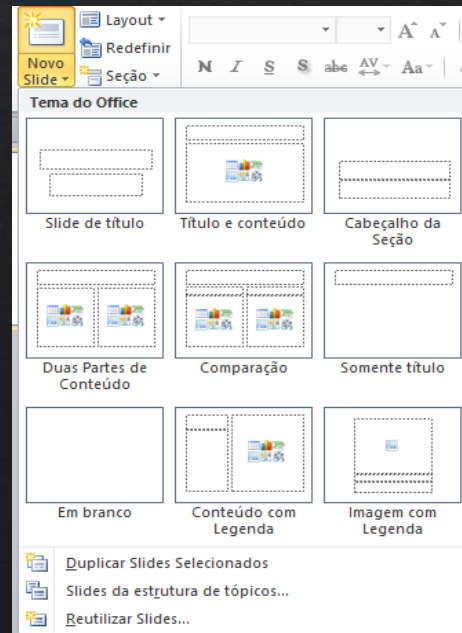 Layout
Redefinir
Seção
Novo
Slide
N I S S abc AV Aa
A A
Tema do Office
Slide de título
Título e conteúdo
Cabeçalho da
Seção
Duas Partes de
Conteúdo
Comparação
Somente título
Em branco
Conteúdo com
Legenda
Imagem com
Legenda
Duplicar Slides Selecionados
Slides da estrutura de tópicos...
Reutilizar Slides...